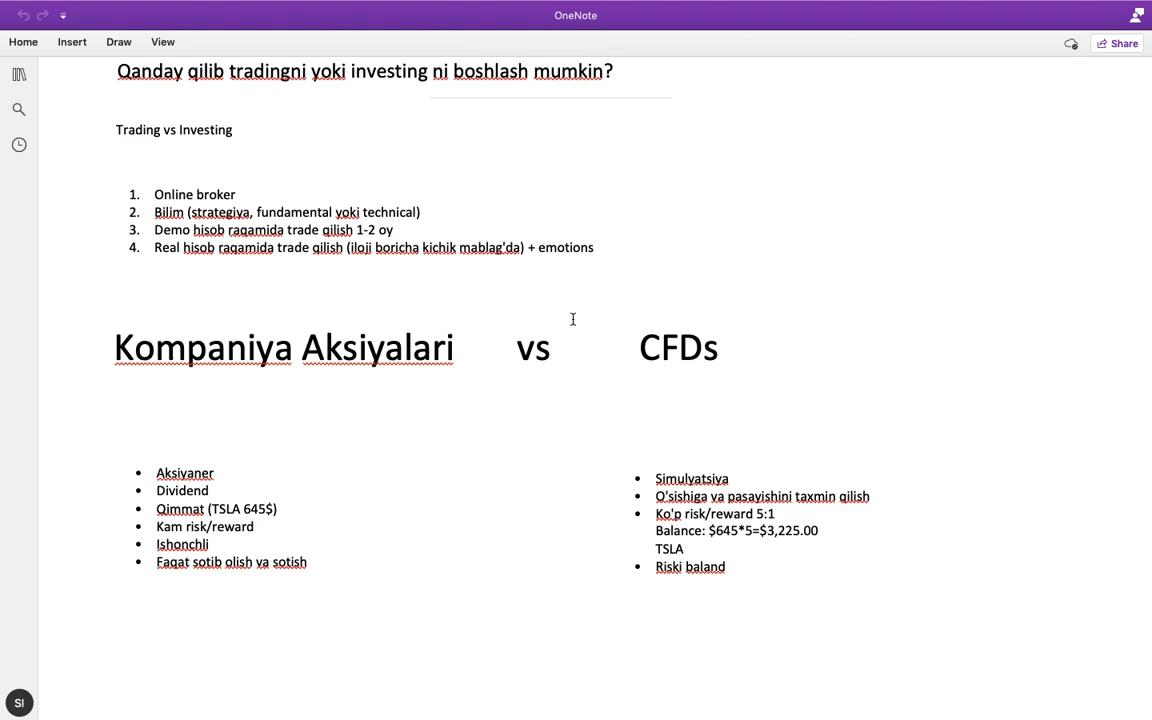 OneNote
Home Insert Draw View Share
Qanday qilib tradingni yoki investing ni boshlash mumkin?
Trading vs Investing
1. Online broker
2. Bilim (strategiya, fundamental yoki technical)
3. Demo hisob raqamida trade qilish 1-2 oy
4. Real hisob raqamida trade qilish (iloji boricha kichik mablag'da) + emotions
Kompaniya Aksiyalari vs CFDs
• Aksiyaner
• Dividend
• Qimmat (TSLA 645$)
• Kam risk/reward
• Ishonchli
• Faqat sotib olish va sotish
• Simulyatsiya
• O'sishiga va pasayishini taxmin qilish
• Ko'p risk/reward 5:1
Balance: $645*5=$3,225.00
TSLA
• Riski baland
SI